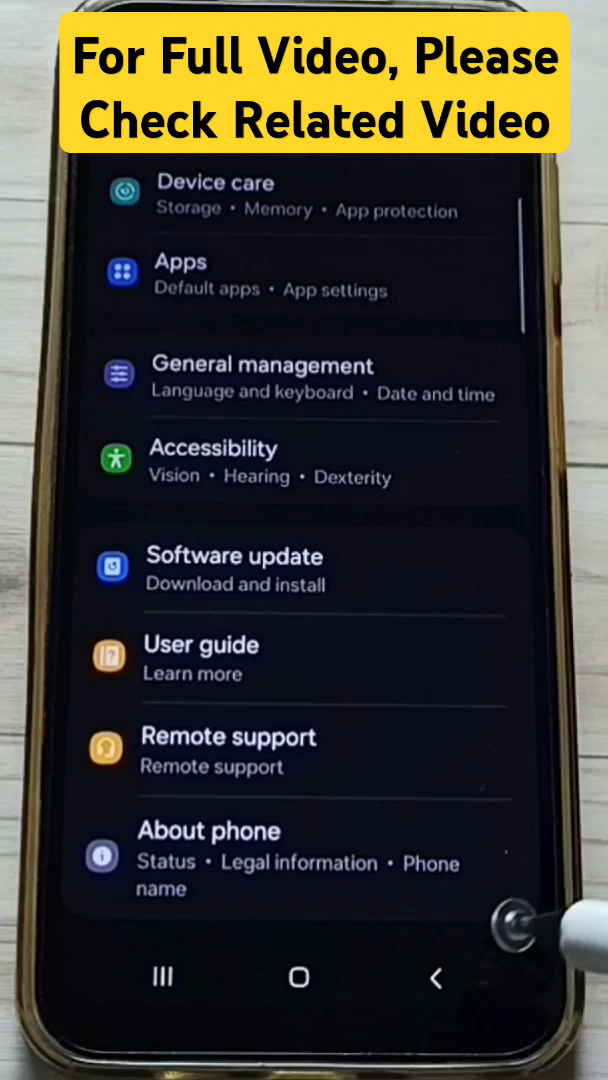 For Full Video, Please
Check Related Video
Device care
Storage • Memory • App protection
Apps
Default apps • App settings
General management
Language and keyboard • Date and time
Accessibility
Vision • Hearing • Dexterity
Software update
Download and install
User guide
Learn more
Remote support
Remote support
About phone
Status • Legal information • Phone
name